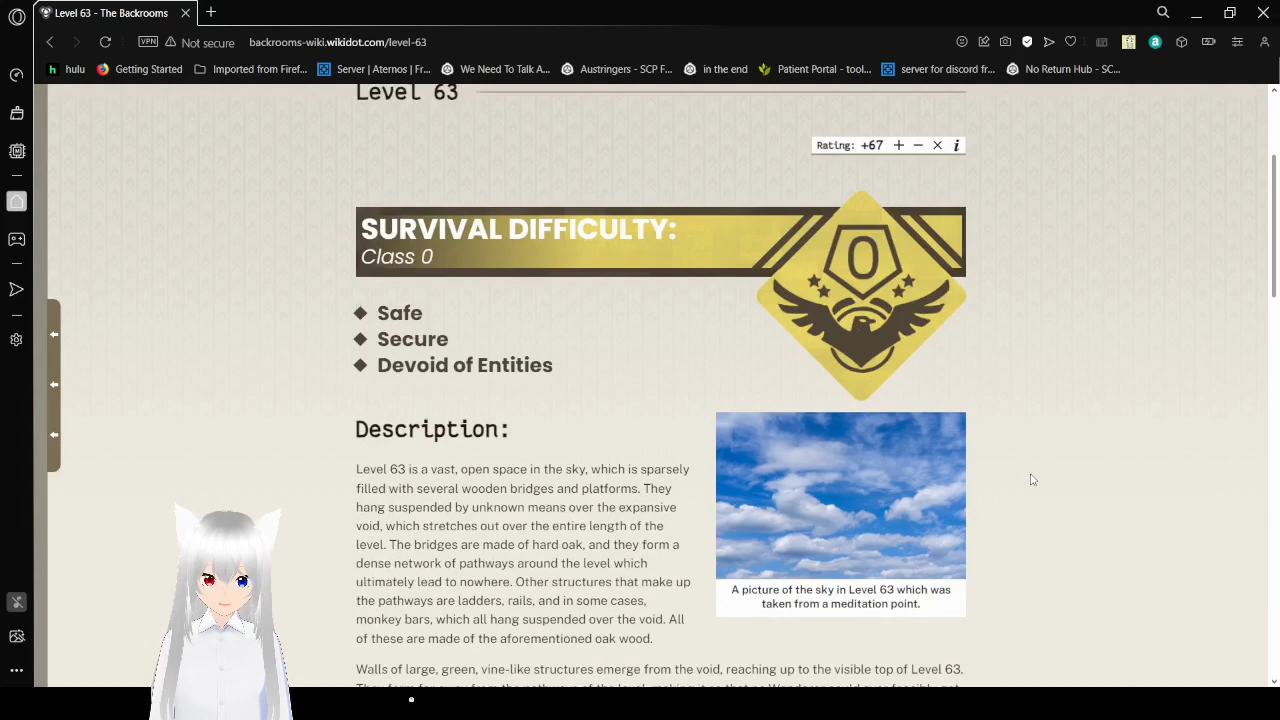 Level 63 - The Backrooms
VPN
Not secure
backrooms-wiki.wikidot.com/level-63
hulu
Getting Started
Imported from Firef...
Server | Aternos | Fr...
We Need To Talk A...
Austringers - SCP F...
in the end
Patient Portal - tool...
server for discord fr...
No Return Hub - SC...
Level 63
Rating: +67 + − × i
SURVIVAL DIFFICULTY:
Class 0
0
Safe
Secure
Devoid of Entities
Description:
Level 63 is a vast, open space in the sky, which is sparsely
filled with several wooden bridges and platforms. They
hang suspended by unknown means over the expansive
void, which stretches out over the entire length of the
level. The bridges are made of hard oak, and they form a
dense network of pathways around the level which
ultimately lead to nowhere. Other structures that make up
the pathways are ladders, rails, and in some cases,
monkey bars, which all hang suspended over the void. All
of these are made of the aforementioned oak wood.
A picture of the sky in Level 63 which was
taken from a meditation point.
Walls of large, green, vine-like structures emerge from the void, reaching up to the visible top of Level 63.